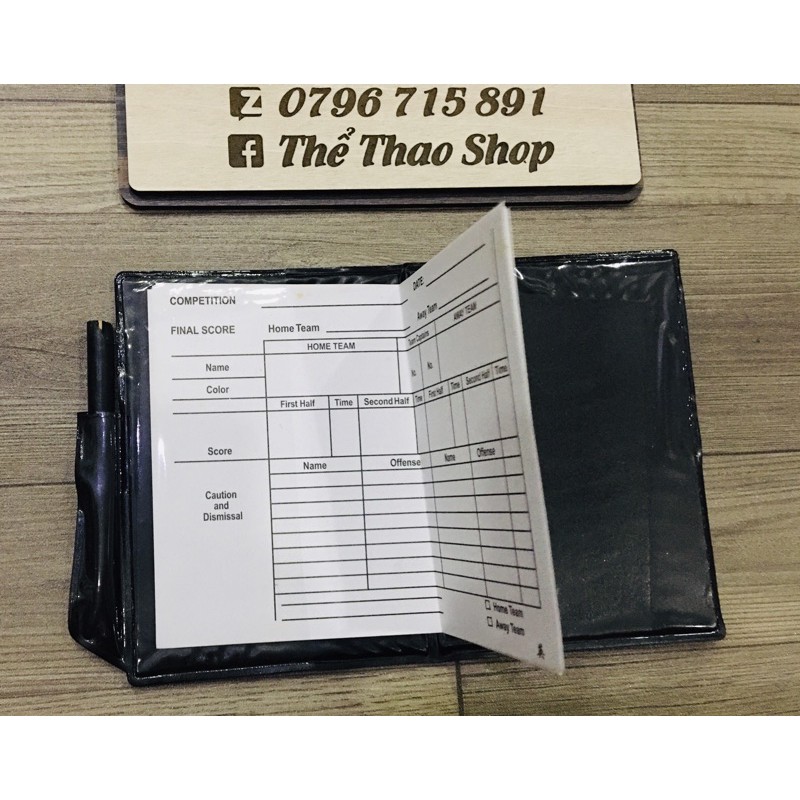 Z 0796 715 891
f Thể Thao Shop
COMPETITION DATE:
FINAL SCORE Home Team Away Team
HOME TEAM Team Captains AWAY TEAM
Name No. No.
Color
First Half Time Second Half Time First Half Time Second Half Time
Score
Name Offense Name Offense
Caution
and
Dismissal
Home Team
Away Team